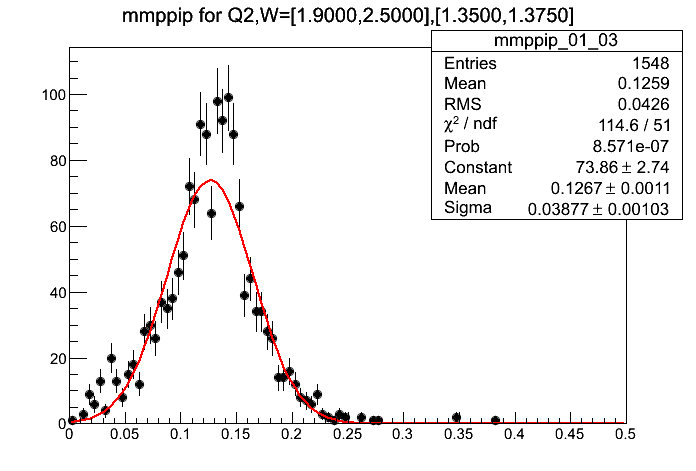 mmppip for Q2,W=[1.9000,2.5000],[1.3500,1.3750]
mmppip_01_03
Entries 1548
Mean 0.1259
RMS 0.0426
χ² / ndf 114.6 / 51
Prob 8.571e-07
Constant 73.86 ± 2.74
Mean 0.1267 ± 0.0011
Sigma 0.03877 ± 0.00103
100
80
60
40
20
0
0 0.05 0.1 0.15 0.2 0.25 0.3 0.35 0.4 0.45 0.5